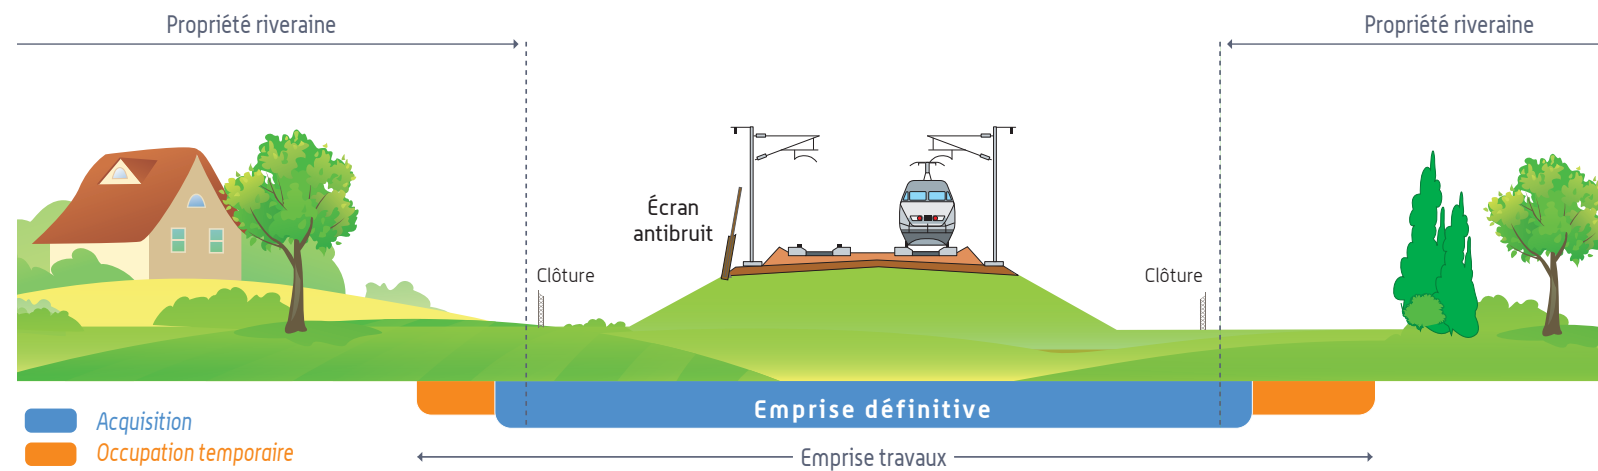 Propriété riveraine
Propriété riveraine
Écran
antibruit
Clôture
Clôture
Emprise définitive
Acquisition
Occupation temporaire
Emprise travaux